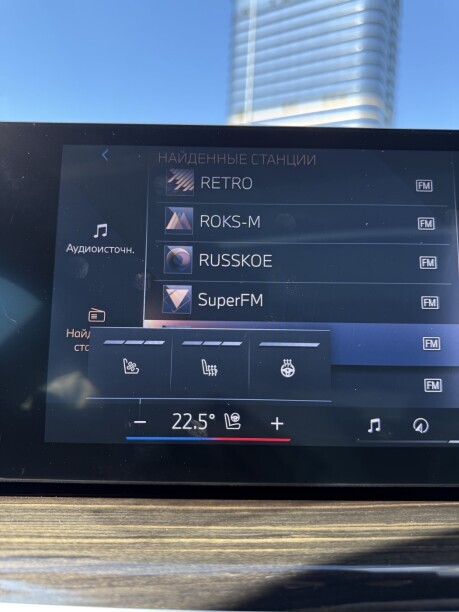 НАЙДЕННЫЕ СТАНЦИИ
RETRO FM
ROKS-M FM
Аудиоисточн.
RUSSKOE FM
SuperFM FM
FM
FM
− 22.5° +